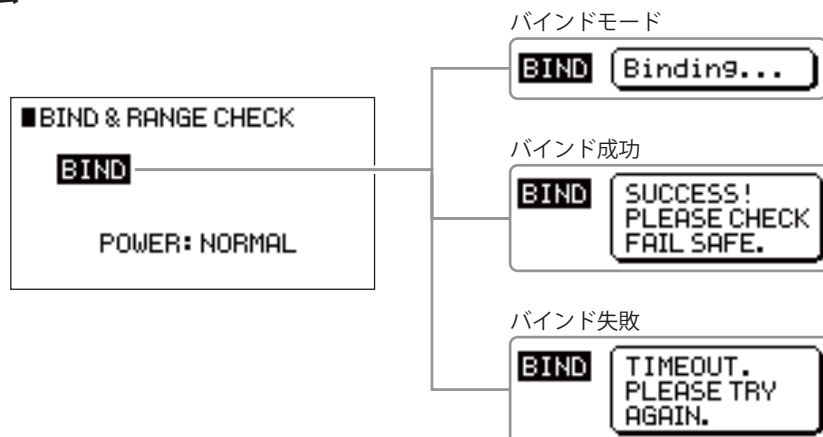 ■BIND & RANGE CHECK
BIND
POWER: NORMAL
バインドモード
BIND Binding...
バインド成功
BIND SUCCESS!
PLEASE CHECK
FAIL SAFE.
バインド失敗
BIND TIMEOUT.
PLEASE TRY
AGAIN.